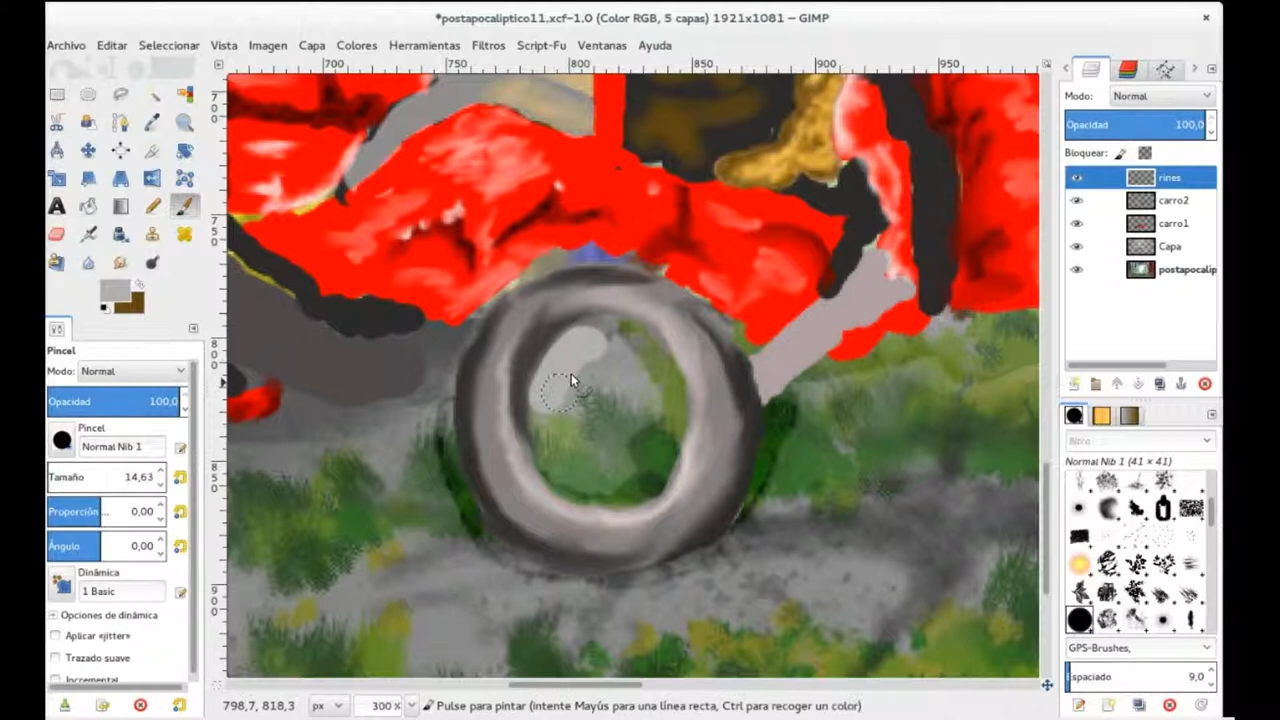 *postapocaliptico11.xcf-1.0 (Color RGB, 5 capas) 1921x1081 – GIMP
Archivo Editar Seleccionar Vista Imagen Capa Colores Herramientas Filtros Script-Fu Ventanas Ayuda
700 750 800 850 900 950
Modo: Normal
Opacidad 100,0
Bloquear:
rines
carro2
carro1
Capa
postapocalip
Pincel
Modo: Normal
Opacidad 100,0
Pincel
Normal Nib 1
Tamaño 14,63
Proporción... 0,00
Ángulo 0,00
Dinámica
1 Basic
Opciones de dinámica
Aplicar «jitter»
Trazado suave
Incremental
filtro
Normal Nib 1 (41 × 41)
GPS-Brushes,
spaciado 9,0
798,7, 818,3 px 300 % Pulse para pintar (intente Mayús para una línea recta, Ctrl para recoger un color)